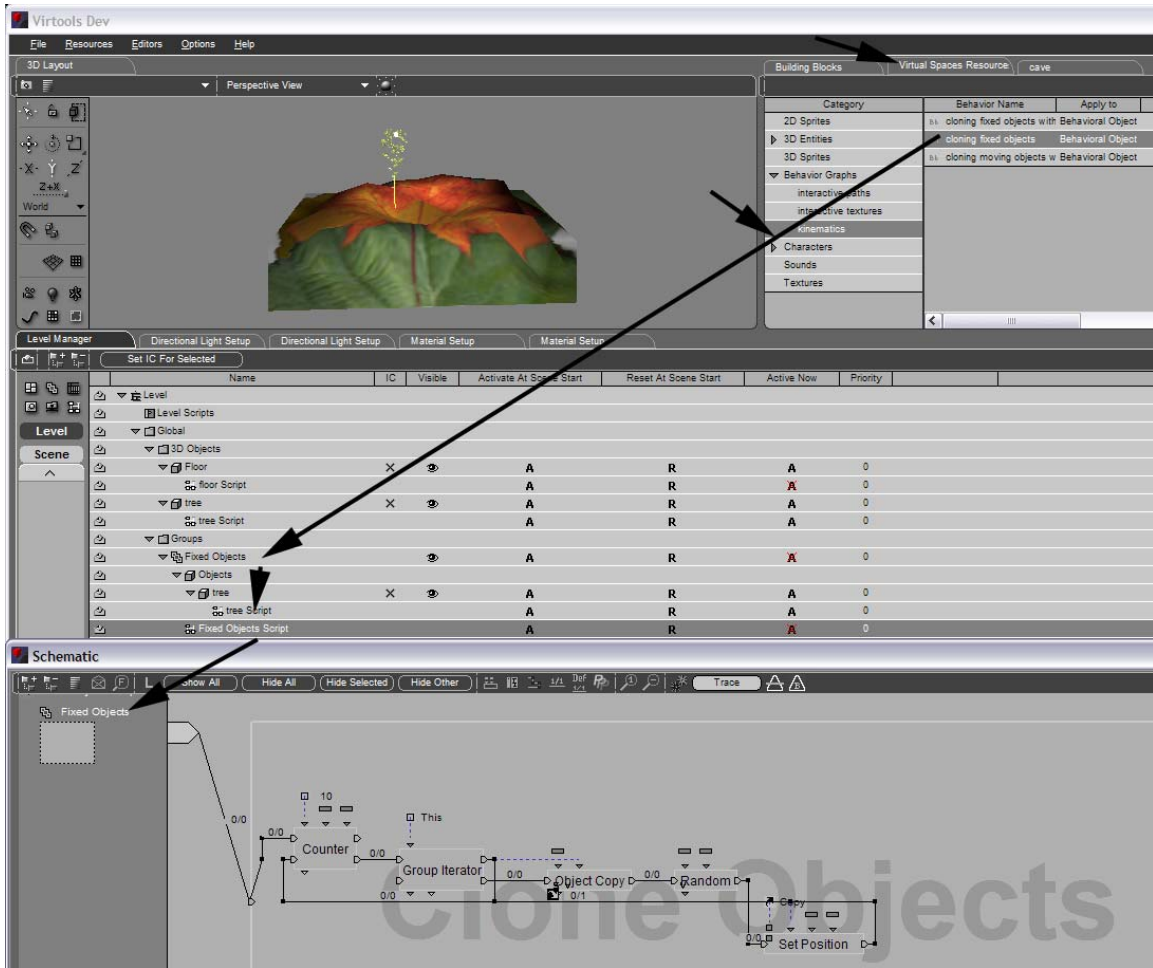 Virtools Dev
File Resources Editors Options Help
3D Layout
Perspective View
Building Blocks Virtual Spaces Resource cave
Category Behavior Name Apply to
2D Sprites cloning fixed objects with Behavioral Object
3D Entities cloning fixed objects Behavioral Object
3D Sprites cloning moving objects w Behavioral Object
Behavior Graphs
interactive paths
interactive textures
kinematics
Characters
Sounds
Textures
-X- Y Z
Z+X
World
Level Manager Directional Light Setup Directional Light Setup Material Setup Material Setup
Set IC For Selected
Name IC Visible Activate At Scene Start Reset At Scene Start Active Now Priority
Level
Level Scripts
Global
3D Objects
Floor X A R A 0
floor Script A R A 0
tree X A R A 0
tree Script A R A 0
Groups
Fixed Objects A R A 0
Objects
tree X A R A 0
tree Script A R A 0
Fixed Objects Script A R A 0
Level
Scene
Schematic
L Show All Hide All Hide Selected Hide Other 1/1 Def 1/1 Trace
Fixed Objects
10
This
0/0
0/0
Counter
0/0
Group Iterator
0/0
0/0
Object Copy
0/1
0/0
Random
Copy
0/0
Set Position
Clone Objects